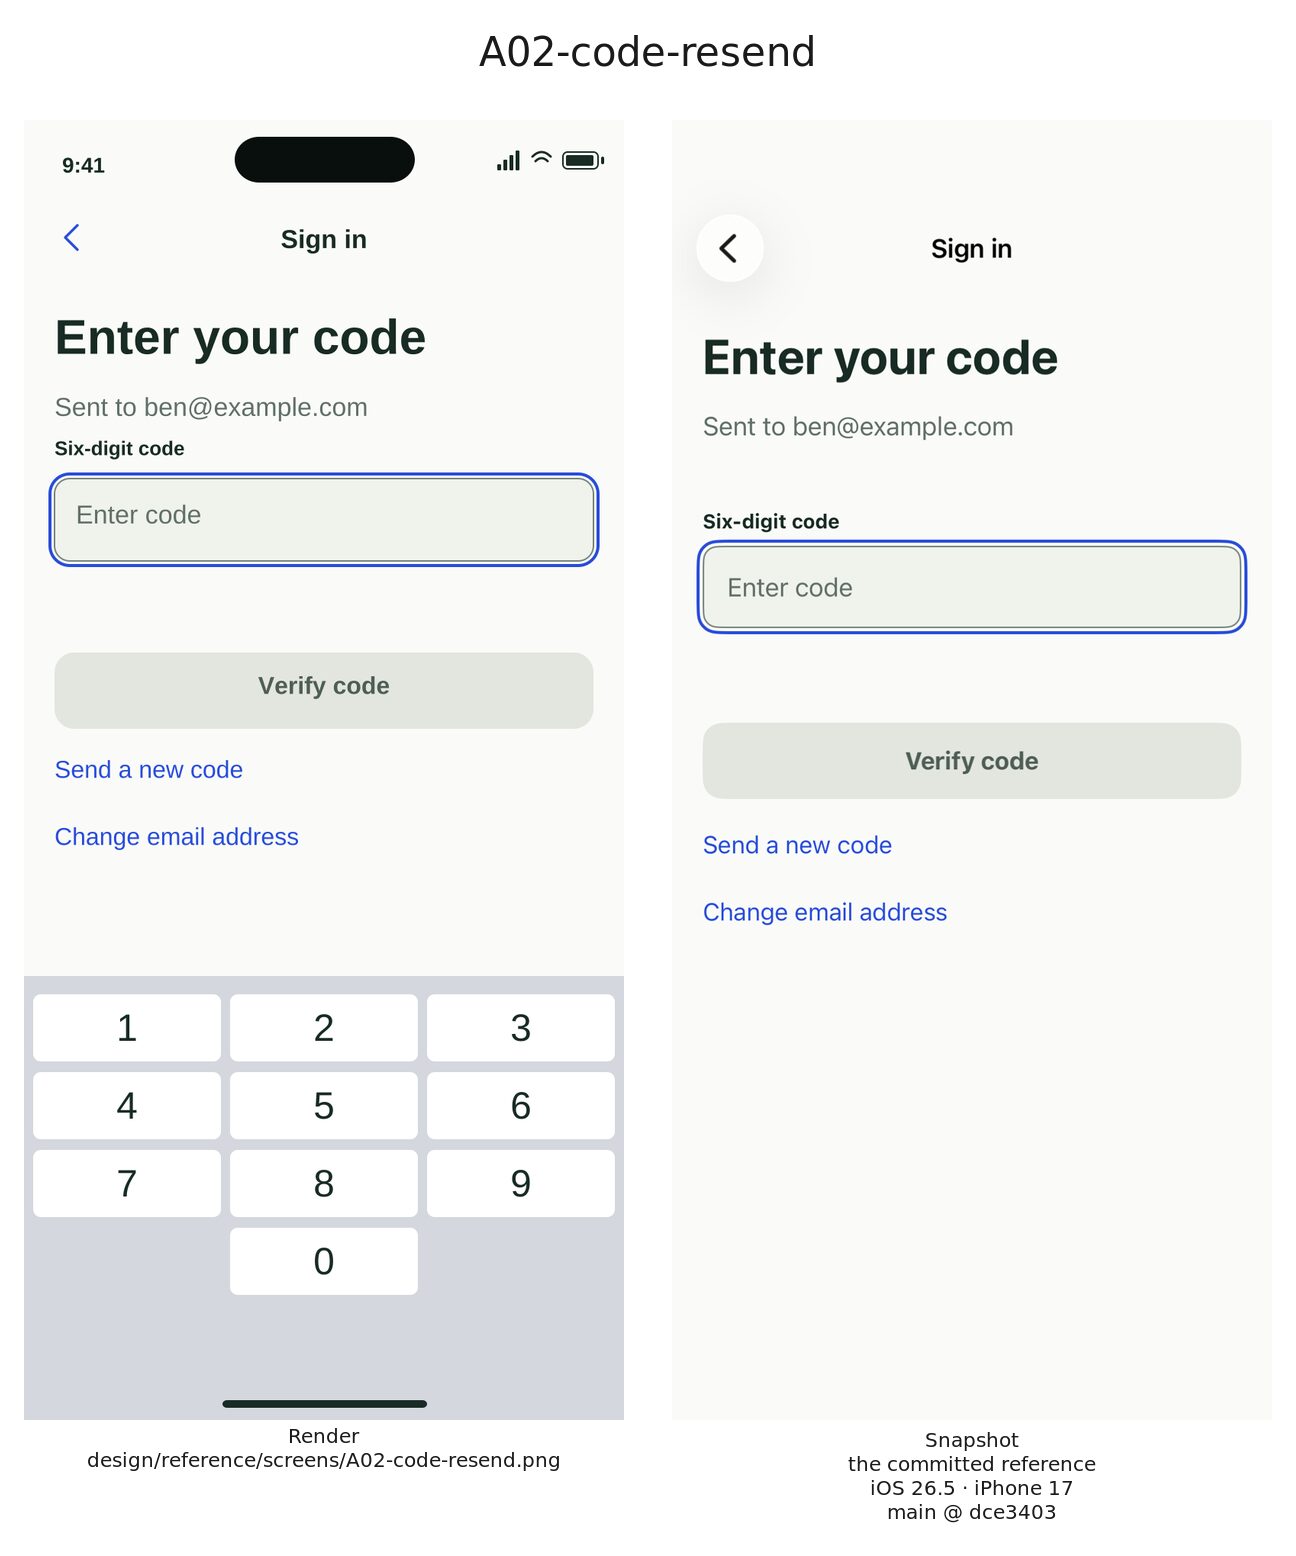 A02-code-resend
9:41
Sign in
Enter your code
Sent to ben@example.com
Six-digit code
Enter code
Verify code
Send a new code
Change email address
1 2 3
4 5 6
7 8 9
0
Render
design/reference/screens/A02-code-resend.png
Sign in
Enter your code
Sent to ben@example.com
Six-digit code
Enter code
Verify code
Send a new code
Change email address
Snapshot
the committed reference
iOS 26.5 · iPhone 17
main @ dce3403